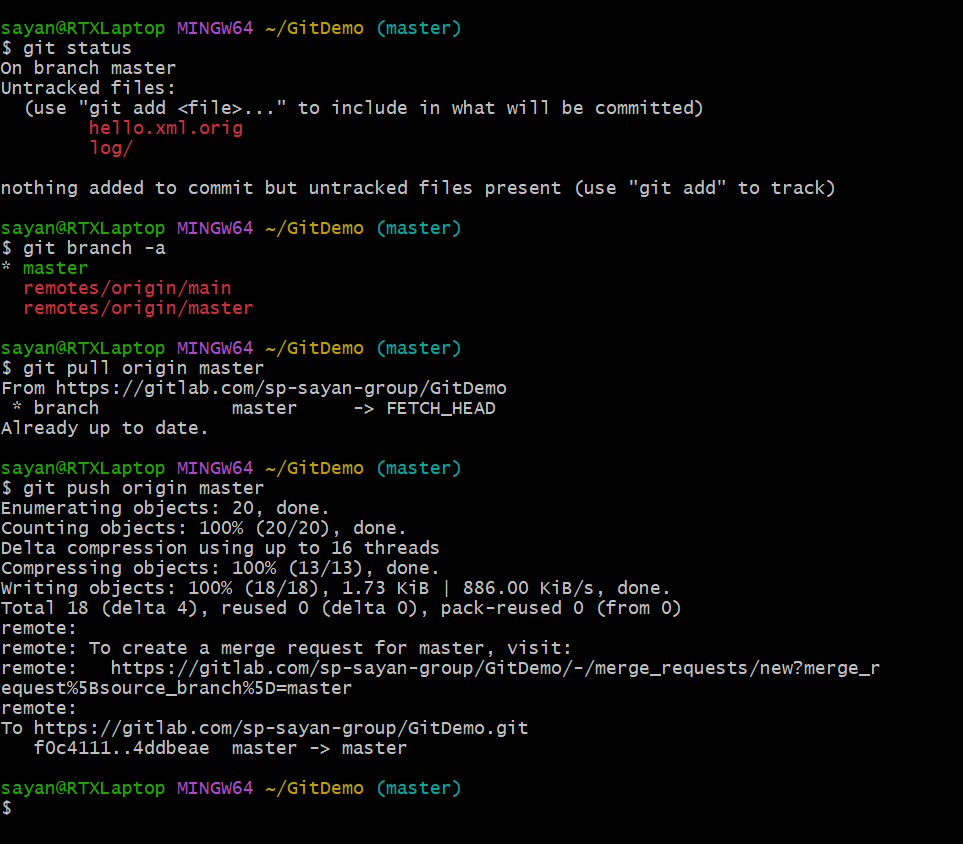 sayan@RTXLaptop MINGW64 ~/GitDemo (master)
$ git status
On branch master
Untracked files:
  (use "git add <file>..." to include in what will be committed)
        hello.xml.orig
        log/

nothing added to commit but untracked files present (use "git add" to track)

sayan@RTXLaptop MINGW64 ~/GitDemo (master)
$ git branch -a
* master
  remotes/origin/main
  remotes/origin/master

sayan@RTXLaptop MINGW64 ~/GitDemo (master)
$ git pull origin master
From https://gitlab.com/sp-sayan-group/GitDemo
 * branch            master     -> FETCH_HEAD
Already up to date.

sayan@RTXLaptop MINGW64 ~/GitDemo (master)
$ git push origin master
Enumerating objects: 20, done.
Counting objects: 100% (20/20), done.
Delta compression using up to 16 threads
Compressing objects: 100% (13/13), done.
Writing objects: 100% (18/18), 1.73 KiB | 886.00 KiB/s, done.
Total 18 (delta 4), reused 0 (delta 0), pack-reused 0 (from 0)
remote:
remote: To create a merge request for master, visit:
remote:   https://gitlab.com/sp-sayan-group/GitDemo/-/merge_requests/new?merge_r
equest%5Bsource_branch%5D=master
remote:
To https://gitlab.com/sp-sayan-group/GitDemo.git
   f0c4111..4ddbeae  master -> master

sayan@RTXLaptop MINGW64 ~/GitDemo (master)
$